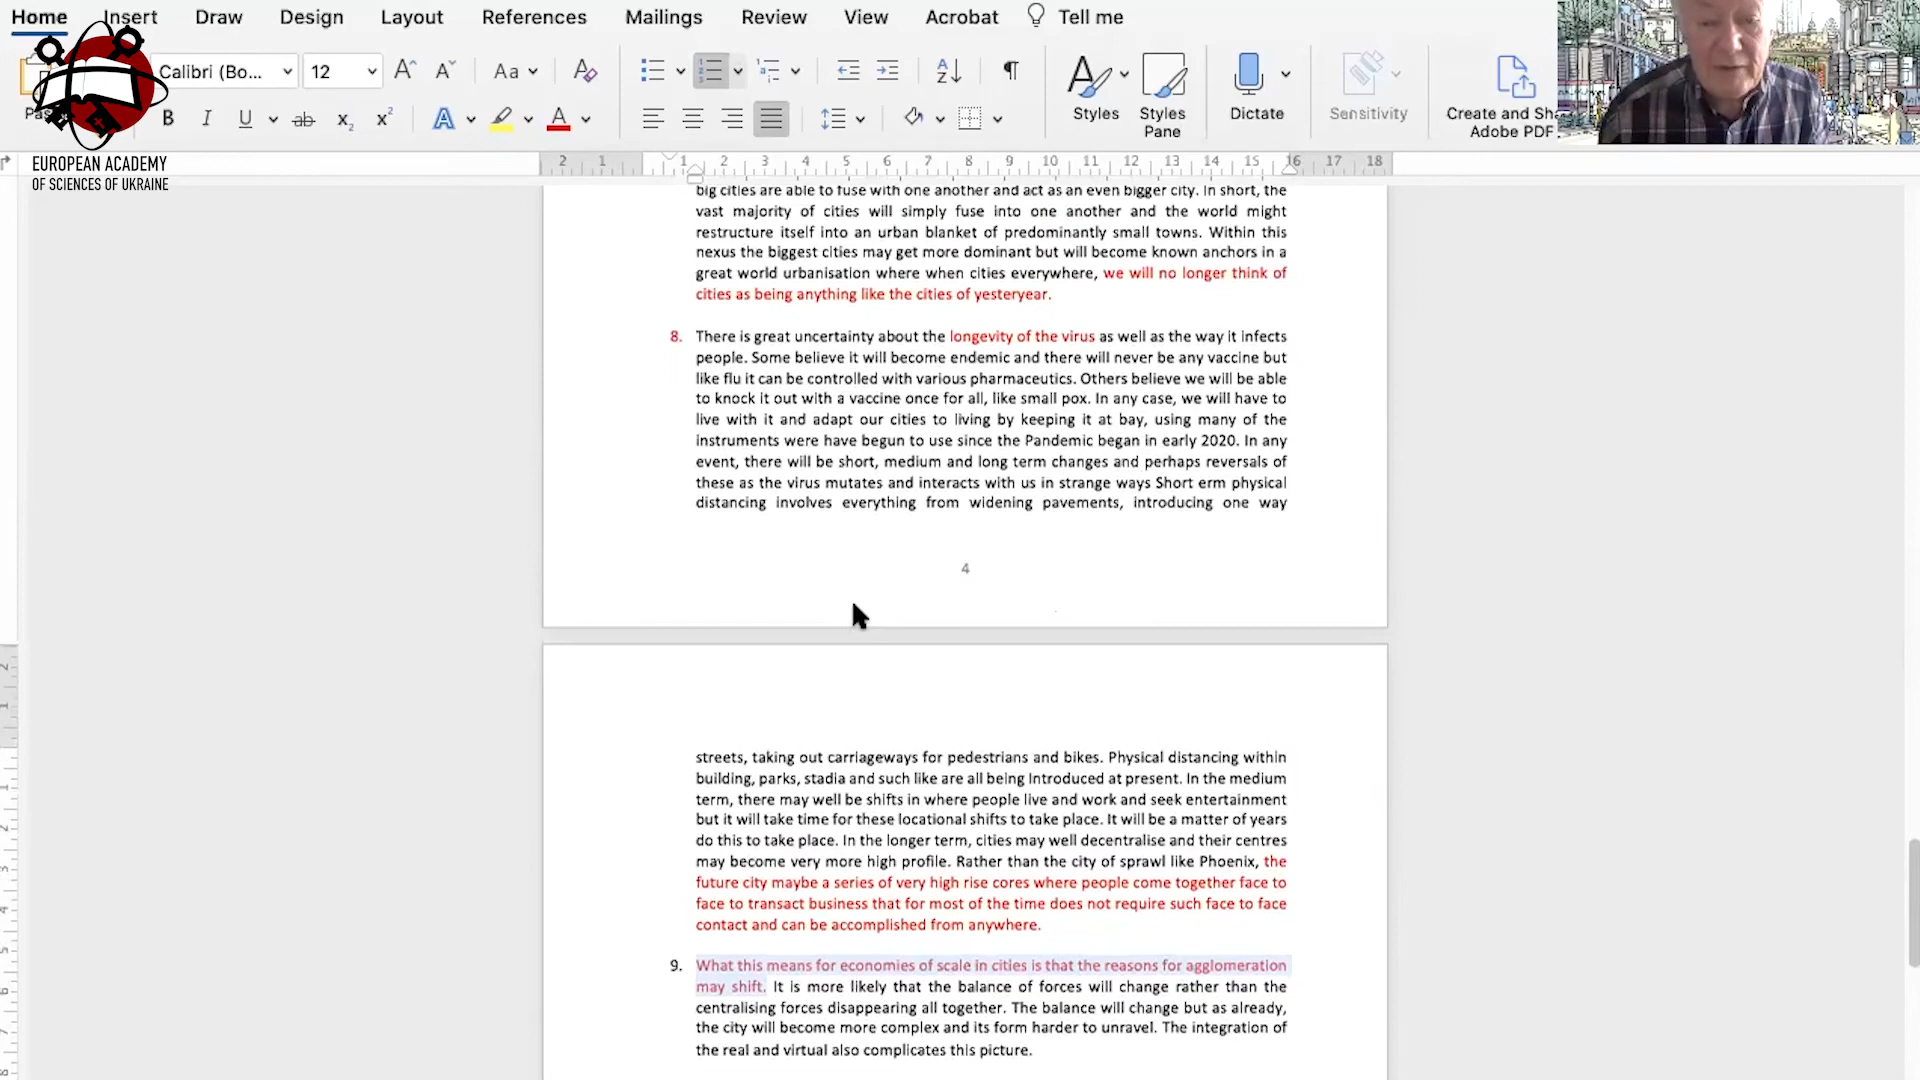 Home Insert Draw Design Layout References Mailings Review View Acrobat Tell me
Calibri (Bo... 12
Aa
Styles
Styles Pane
Dictate
Sensitivity
Create and Sh
Adobe PDF
EUROPEAN ACADEMY
OF SCIENCES OF UKRAINE
2 1 1 2 3 4 5 6 7 8 9 10 11 12 13 14 15 16 17 18
big cities are able to fuse with one another and act as an even bigger city. In short, the
vast majority of cities will simply fuse into one another and the world might
restructure itself into an urban blanket of predominantly small towns. Within this
nexus the biggest cities may get more dominant but will become known anchors in a
great world urbanisation where when cities everywhere, we will no longer think of
cities as being anything like the cities of yesteryear.
8. There is great uncertainty about the longevity of the virus as well as the way it infects
people. Some believe it will become endemic and there will never be any vaccine but
like flu it can be controlled with various pharmaceutics. Others believe we will be able
to knock it out with a vaccine once for all, like small pox. In any case, we will have to
live with it and adapt our cities to living by keeping it at bay, using many of the
instruments were have begun to use since the Pandemic began in early 2020. In any
event, there will be short, medium and long term changes and perhaps reversals of
these as the virus mutates and interacts with us in strange ways Short erm physical
distancing involves everything from widening pavements, introducing one way
4
streets, taking out carriageways for pedestrians and bikes. Physical distancing within
building, parks, stadia and such like are all being Introduced at present. In the medium
term, there may well be shifts in where people live and work and seek entertainment
but it will take time for these locational shifts to take place. It will be a matter of years
do this to take place. In the longer term, cities may well decentralise and their centres
may become very more high profile. Rather than the city of sprawl like Phoenix, the
future city maybe a series of very high rise cores where people come together face to
face to transact business that for most of the time does not require such face to face
contact and can be accomplished from anywhere.
9. What this means for economies of scale in cities is that the reasons for agglomeration
may shift. It is more likely that the balance of forces will change rather than the
centralising forces disappearing all together. The balance will change but as already,
the city will become more complex and its form harder to unravel. The integration of
the real and virtual also complicates this picture.